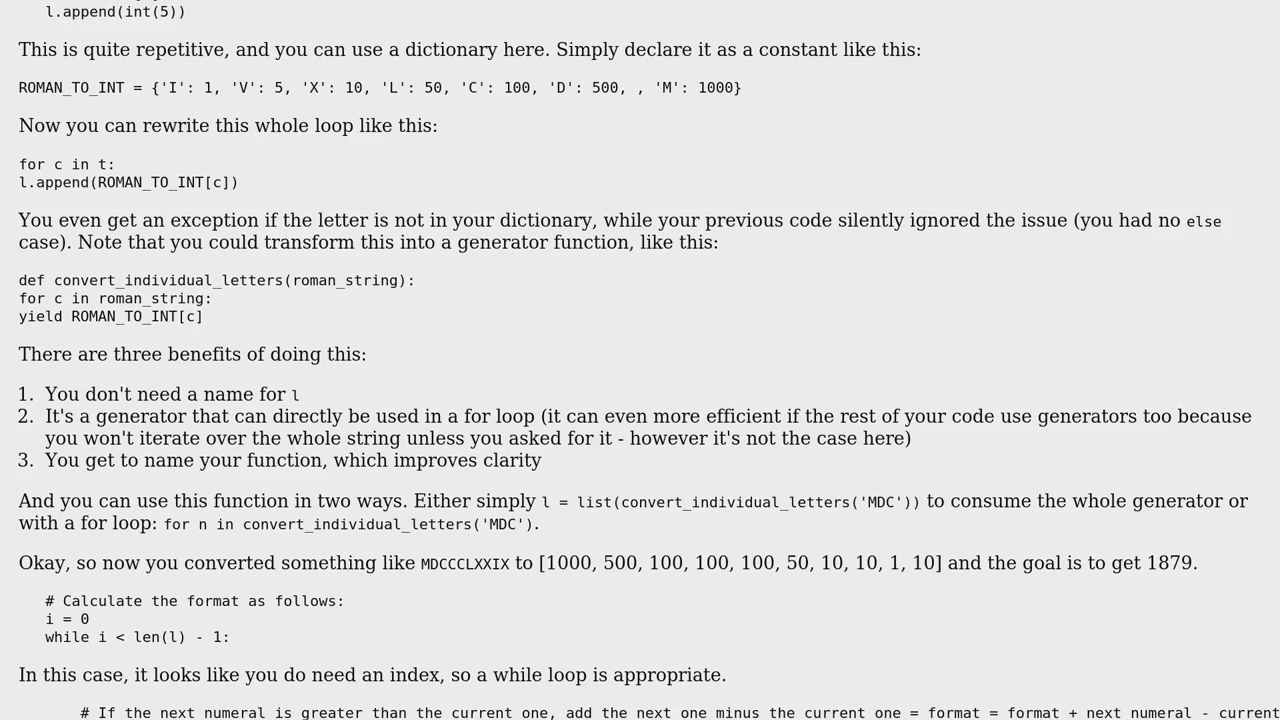 l.append(int(5))
This is quite repetitive, and you can use a dictionary here. Simply declare it as a constant like this:
ROMAN_TO_INT = {'I': 1, 'V': 5, 'X': 10, 'L': 50, 'C': 100, 'D': 500, , 'M': 1000}
Now you can rewrite this whole loop like this:
for c in t:
l.append(ROMAN_TO_INT[c])
You even get an exception if the letter is not in your dictionary, while your previous code silently ignored the issue (you had no else
case). Note that you could transform this into a generator function, like this:
def convert_individual_letters(roman_string):
for c in roman_string:
yield ROMAN_TO_INT[c]
There are three benefits of doing this:
1. You don't need a name for l
2. It's a generator that can directly be used in a for loop (it can even more efficient if the rest of your code use generators too because
you won't iterate over the whole string unless you asked for it - however it's not the case here)
3. You get to name your function, which improves clarity
And you can use this function in two ways. Either simply l = list(convert_individual_letters('MDC')) to consume the whole generator or
with a for loop: for n in convert_individual_letters('MDC').
Okay, so now you converted something like MDCCCLXXIX to [1000, 500, 100, 100, 100, 50, 10, 10, 1, 10] and the goal is to get 1879.
# Calculate the format as follows:
i = 0
while i < len(l) - 1:
In this case, it looks like you do need an index, so a while loop is appropriate.
# If the next numeral is greater than the current one, add the next one minus the current one = format = format + next numeral - current